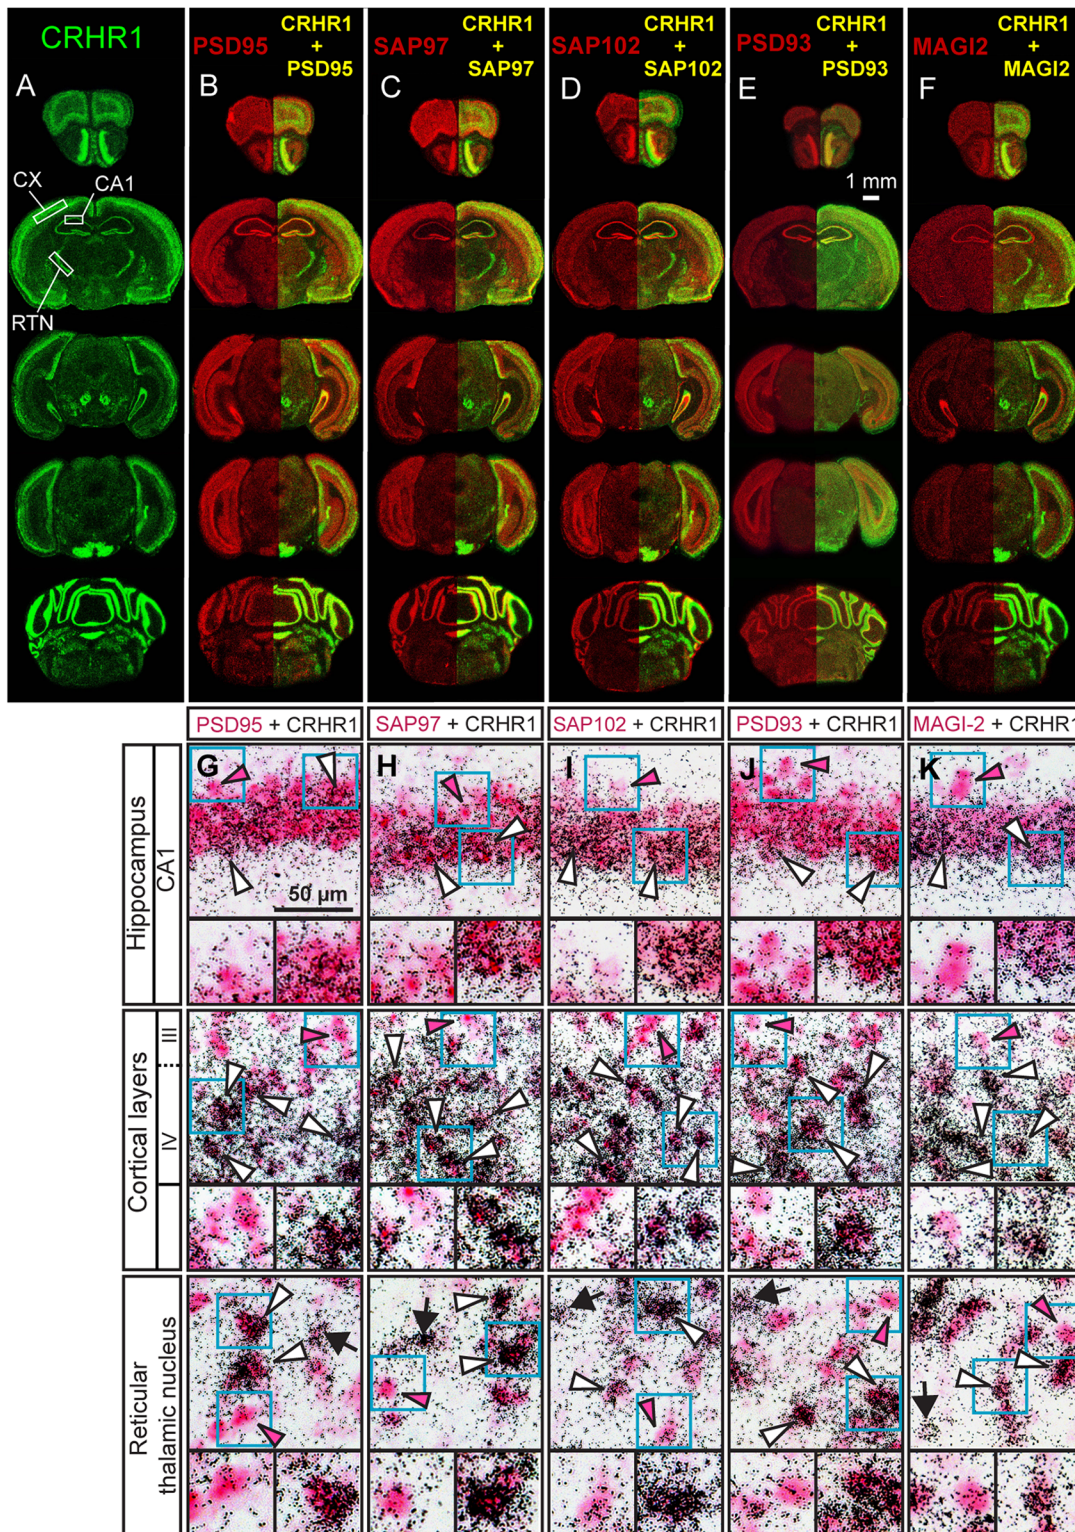 CRHR1
PSD95
CRHR1
+
PSD95
SAP97
CRHR1
+
SAP97
SAP102
CRHR1
+
SAP102
PSD93
CRHR1
+
PSD93
MAGI2
CRHR1
+
MAGI2
A
B
C
D
E
F
CX
CA1
RTN
1 mm
PSD95 + CRHR1
SAP97 + CRHR1
SAP102 + CRHR1
PSD93 + CRHR1
MAGI-2 + CRHR1
Hippocampus
CA1
G
H
I
J
K
50 µm
Cortical layers
III
IV
Reticular
thalamic nucleus